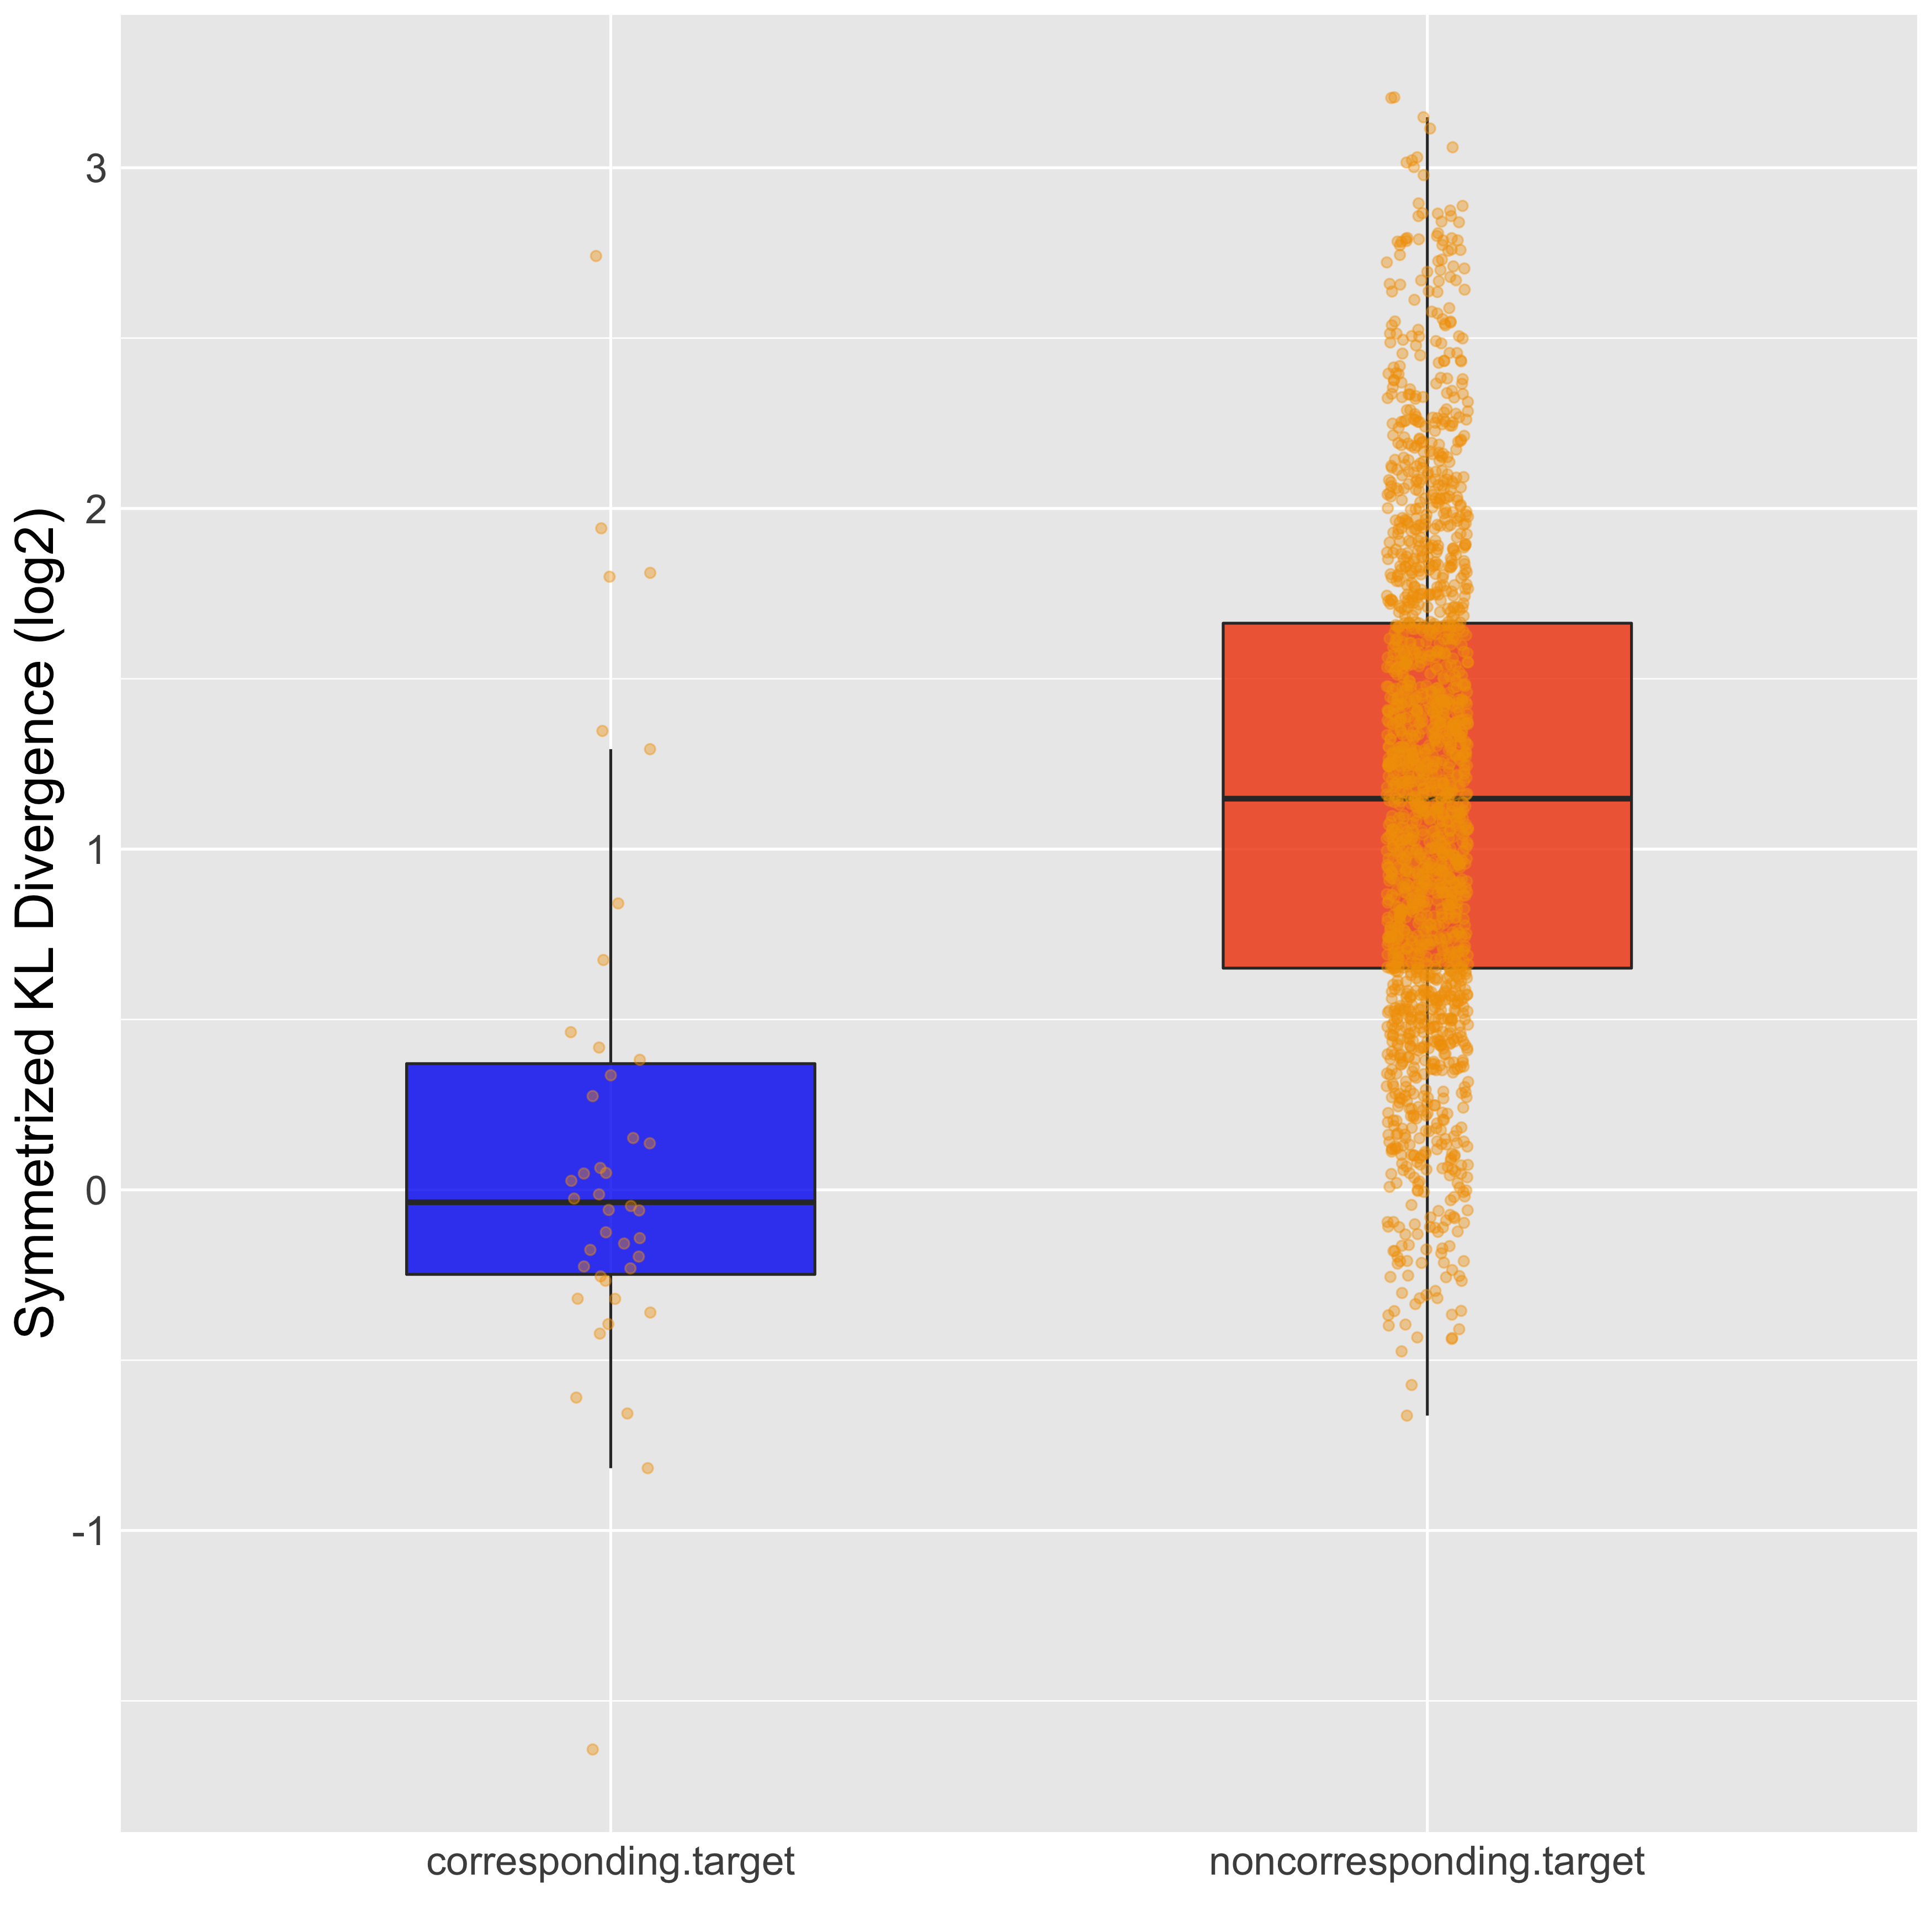 Symmetrized KL Divergence (log2)
3
2
1
0
-1
corresponding.target
noncorresponding.target